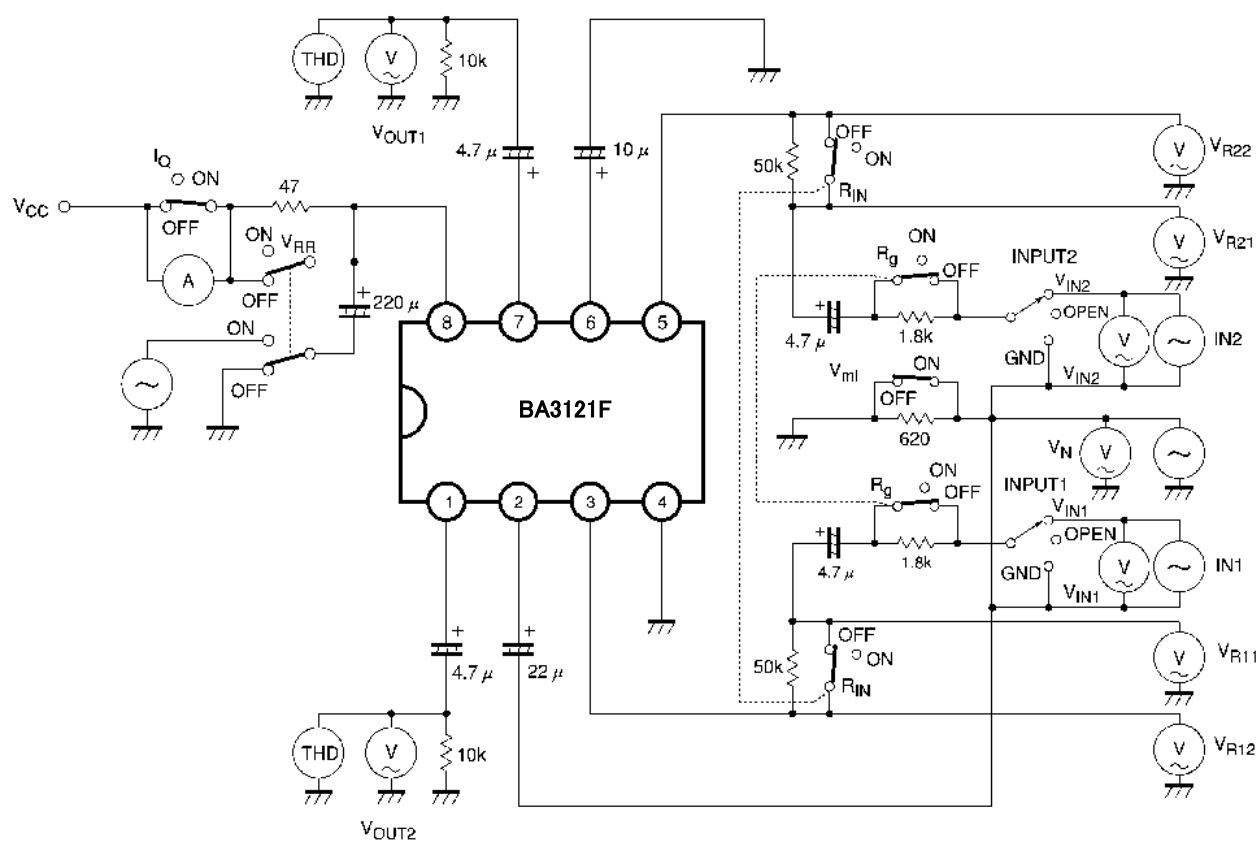 THD
V
10k
VOUT1
4.7μ
+
10μ
+
IQ
ON
VCC
OFF
47
A
ON
VRR
OFF
+
220μ
ON
OFF
8
7
6
5
BA3121F
1
2
3
4
50k
OFF
ON
RIN
V
VR22
V
VR21
Rg
ON
OFF
INPUT2
VIN2
OPEN
GND
VIN2
V
IN2
+
4.7μ
1.8k
Vml
ON
OFF
620
VN
V
Rg
ON
OFF
INPUT1
VIN1
OPEN
GND
VIN1
V
IN1
+
4.7μ
1.8k
50k
OFF
ON
RIN
V
VR11
V
VR12
+
4.7μ
+
22μ
THD
V
10k
VOUT2